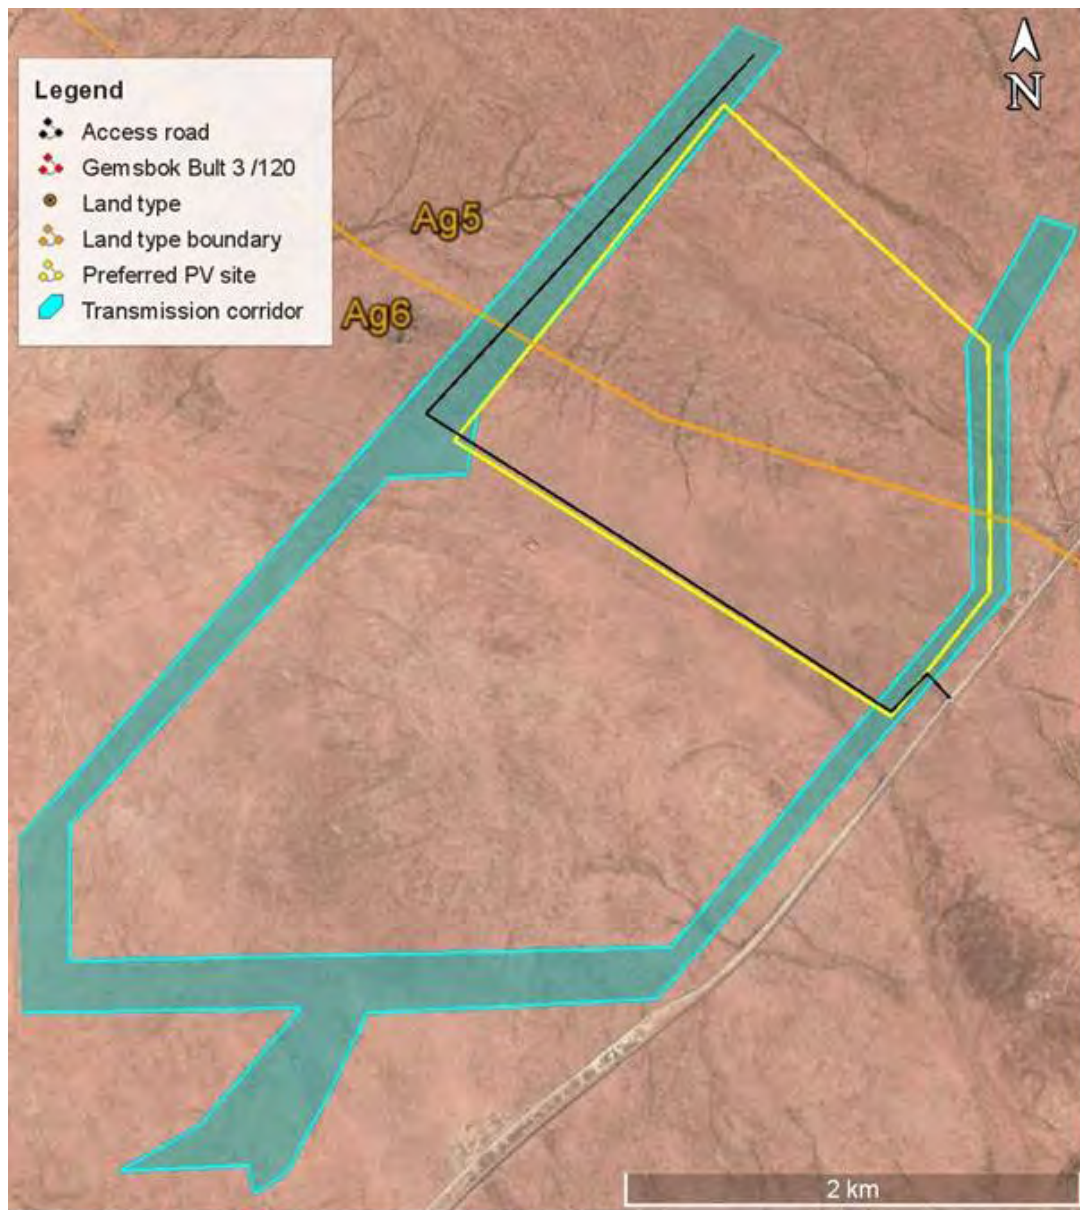 N
Legend
Access road
Gemsbok Bult 3 /120
Land type
Land type boundary
Preferred PV site
Transmission corridor
Ag5
Ag6
2 km